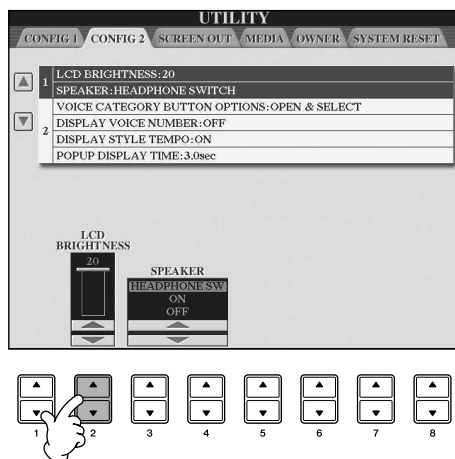 UTILITY
CONFIG 1 CONFIG 2 SCREEN OUT MEDIA OWNER SYSTEM RESET
1
LCD BRIGHTNESS:20
SPEAKER:HEADPHONE SWITCH
2
VOICE CATEGORY BUTTON OPTIONS:OPEN & SELECT
DISPLAY VOICE NUMBER:OFF
DISPLAY STYLE TEMPO:ON
POPUP DISPLAY TIME:3.0sec
LCD
BRIGHTNESS
20
SPEAKER
HEADPHONE SW
ON
OFF
1 2 3 4 5 6 7 8